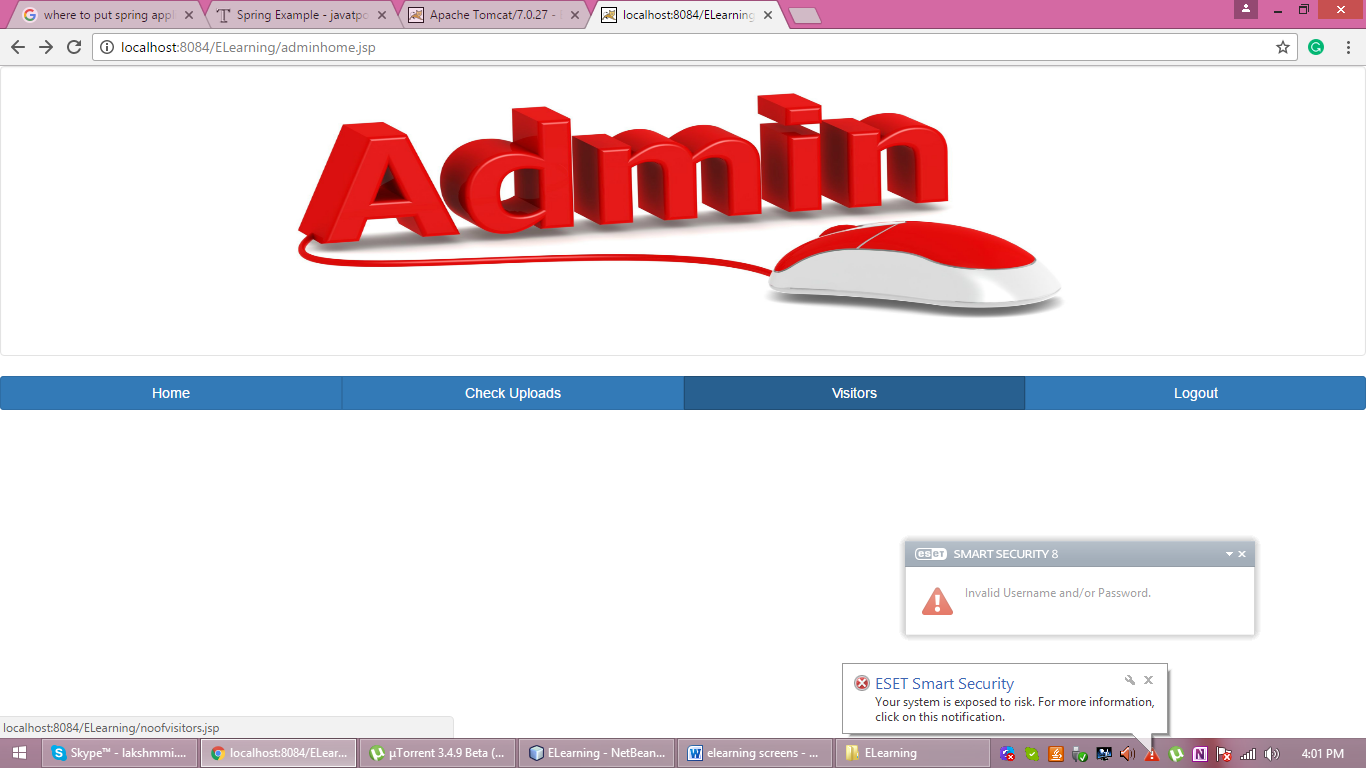 where to put spring appl
Spring Example - javatpo
Apache Tomcat/7.0.27 -
localhost:8084/ELearning
localhost:8084/ELearning/adminhome.jsp
Admin
Home
Check Uploads
Visitors
Logout
eset SMART SECURITY 8
Invalid Username and/or Password.
ESET Smart Security
Your system is exposed to risk. For more information,
click on this notification.
localhost:8084/ELearning/noofvisitors.jsp
Skype™ - lakshmmi....
localhost:8084/ELear...
µTorrent 3.4.9 Beta (...
ELearning - NetBean...
elearning screens - ...
ELearning
4:01 PM